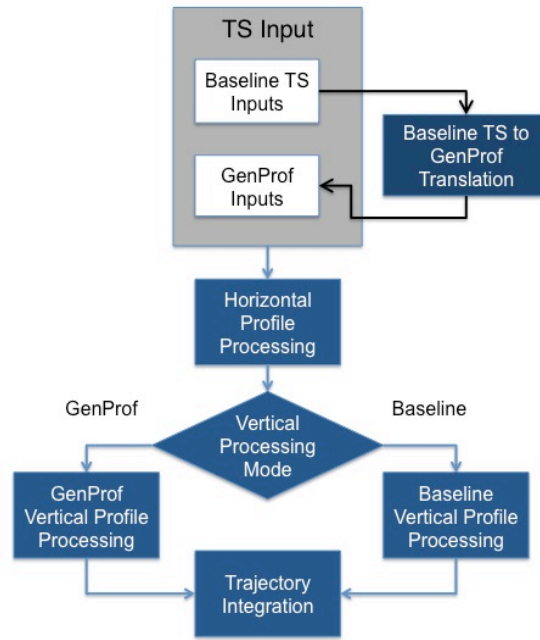 TS Input
Baseline TS
Inputs
Baseline TS to
GenProf
Translation
GenProf
Inputs
Horizontal
Profile
Processing
GenProf
Baseline
Vertical
Processing
Mode
GenProf
Vertical Profile
Processing
Baseline
Vertical Profile
Processing
Trajectory
Integration